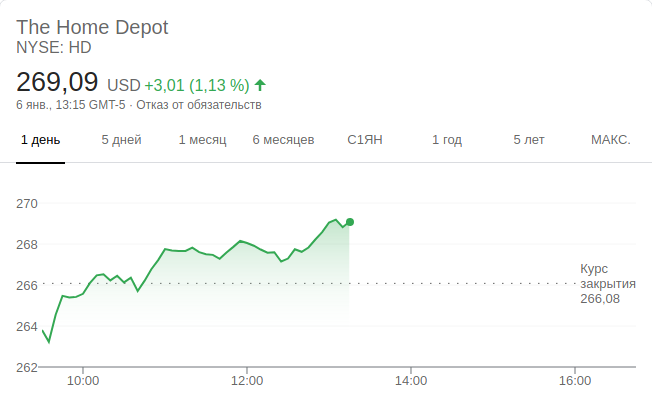 The Home Depot
NYSE: HD
269,09 USD +3,01 (1,13 %)
6 янв., 13:15 GMT-5 · Отказ от обязательств
1 день 5 дней 1 месяц 6 месяцев С1ЯН 1 год 5 лет МАКС.
270
268
266
264
262
Курс
закрытия
266,08
10:00 12:00 14:00 16:00